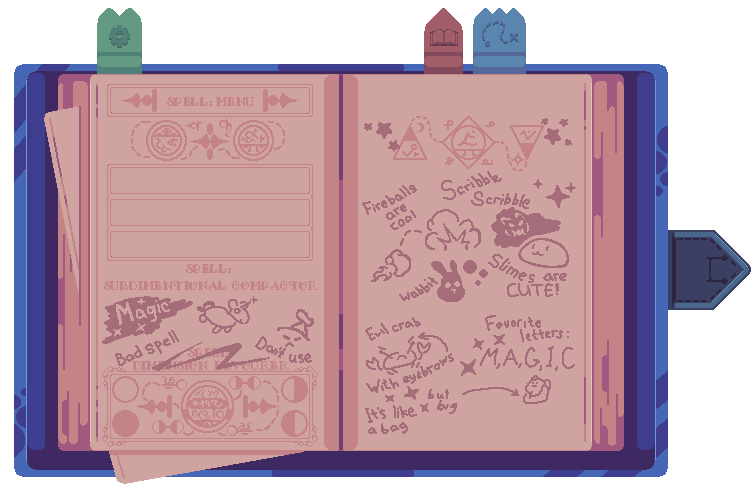 SPELL: MENU
SPELL:
SUBDIMENTIONAL COMPACTOR
Magic
Bad spell
Don't use
SPELL:
DIMENSION DEVOURER
Scribble
Scribble
Fireballs
are
cool
Slimes are
CUTE!
Wabbit
Evil crab
With eyebrows
Favorite
letters:
M,A,G,I,C
It's like
a bag
but
big